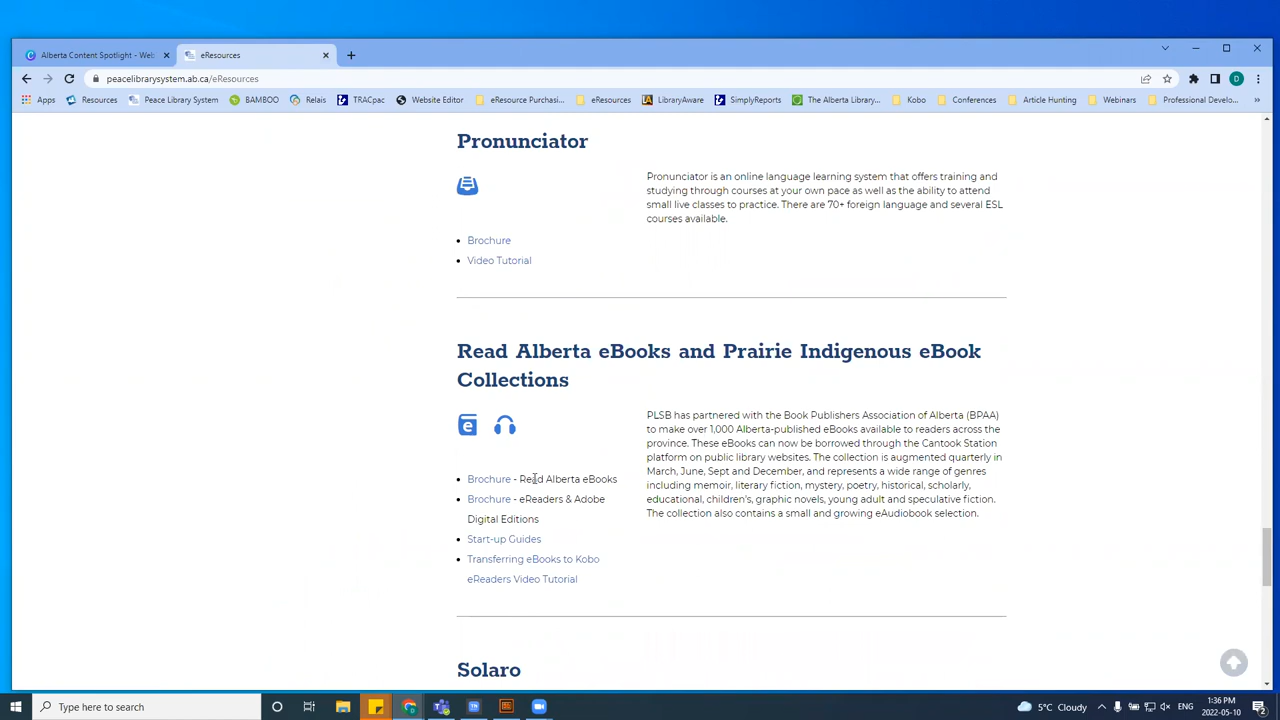 Alberta Content Spotlight - Wel
eResources
peacelibrarysystem.ab.ca/eResources
D
Apps
Resources
Peace Library System
BAMBOO
Relais
TRACpac
Website Editor
eResource Purchasi...
eResources
LibraryAware
SimplyReports
The Alberta Library...
Kobo
Conferences
Article Hunting
Webinars
Professional Develo...
»
Pronunciator
Pronunciator is an online language learning system that offers training and
studying through courses at your own pace as well as the ability to attend
small live classes to practice. There are 70+ foreign language and several ESL
courses available.
Brochure
Video Tutorial
Read Alberta eBooks and Prairie Indigenous eBook
Collections
PLSB has partnered with the Book Publishers Association of Alberta (BPAA)
to make over 1,000 Alberta-published eBooks available to readers across the
province. These eBooks can now be borrowed through the Cantook Station
platform on public library websites. The collection is augmented quarterly in
March, June, Sept and December, and represents a wide range of genres
including memoir, literary fiction, mystery, poetry, historical, scholarly,
educational, children's, graphic novels, young adult and speculative fiction.
The collection also contains a small and growing eAudiobook selection.
Brochure - Read Alberta eBooks
Brochure - eReaders & Adobe
Digital Editions
Start-up Guides
Transferring eBooks to Kobo
eReaders Video Tutorial
Solaro
Type here to search
5°C Cloudy
ENG
1:36 PM
2022-05-10
2